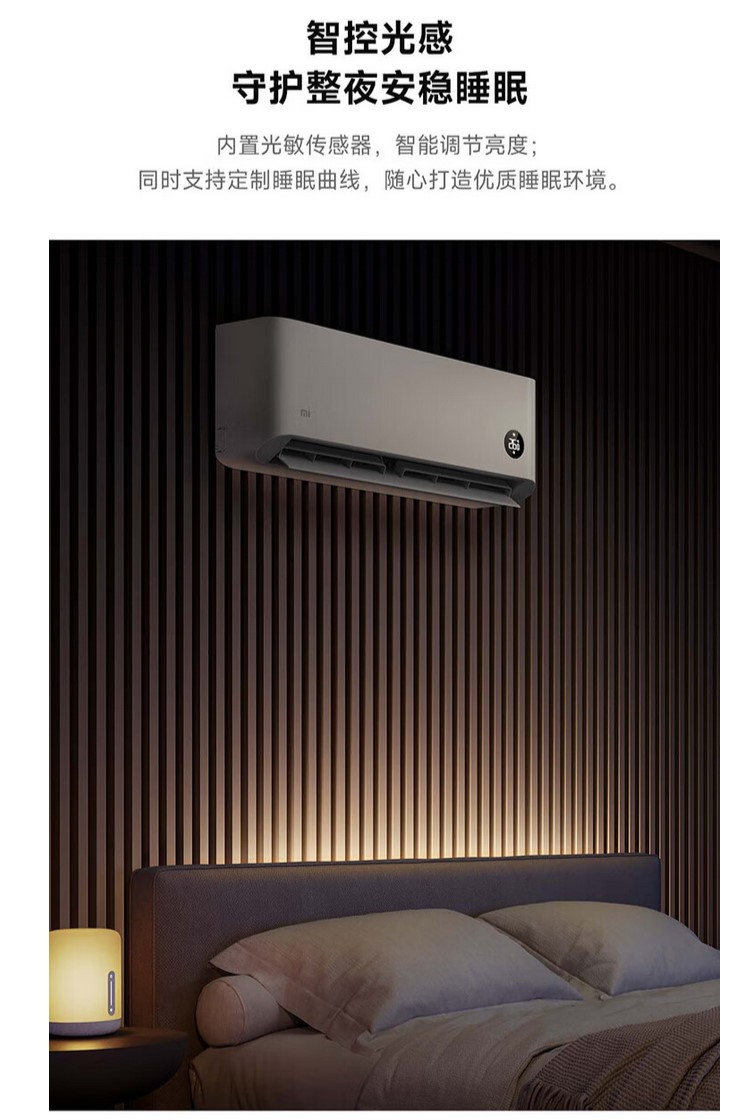 智控光感
守护整夜安稳睡眠
内置光敏传感器，智能调节亮度；
同时支持定制睡眠曲线，随心打造优质睡眠环境。
mi
26